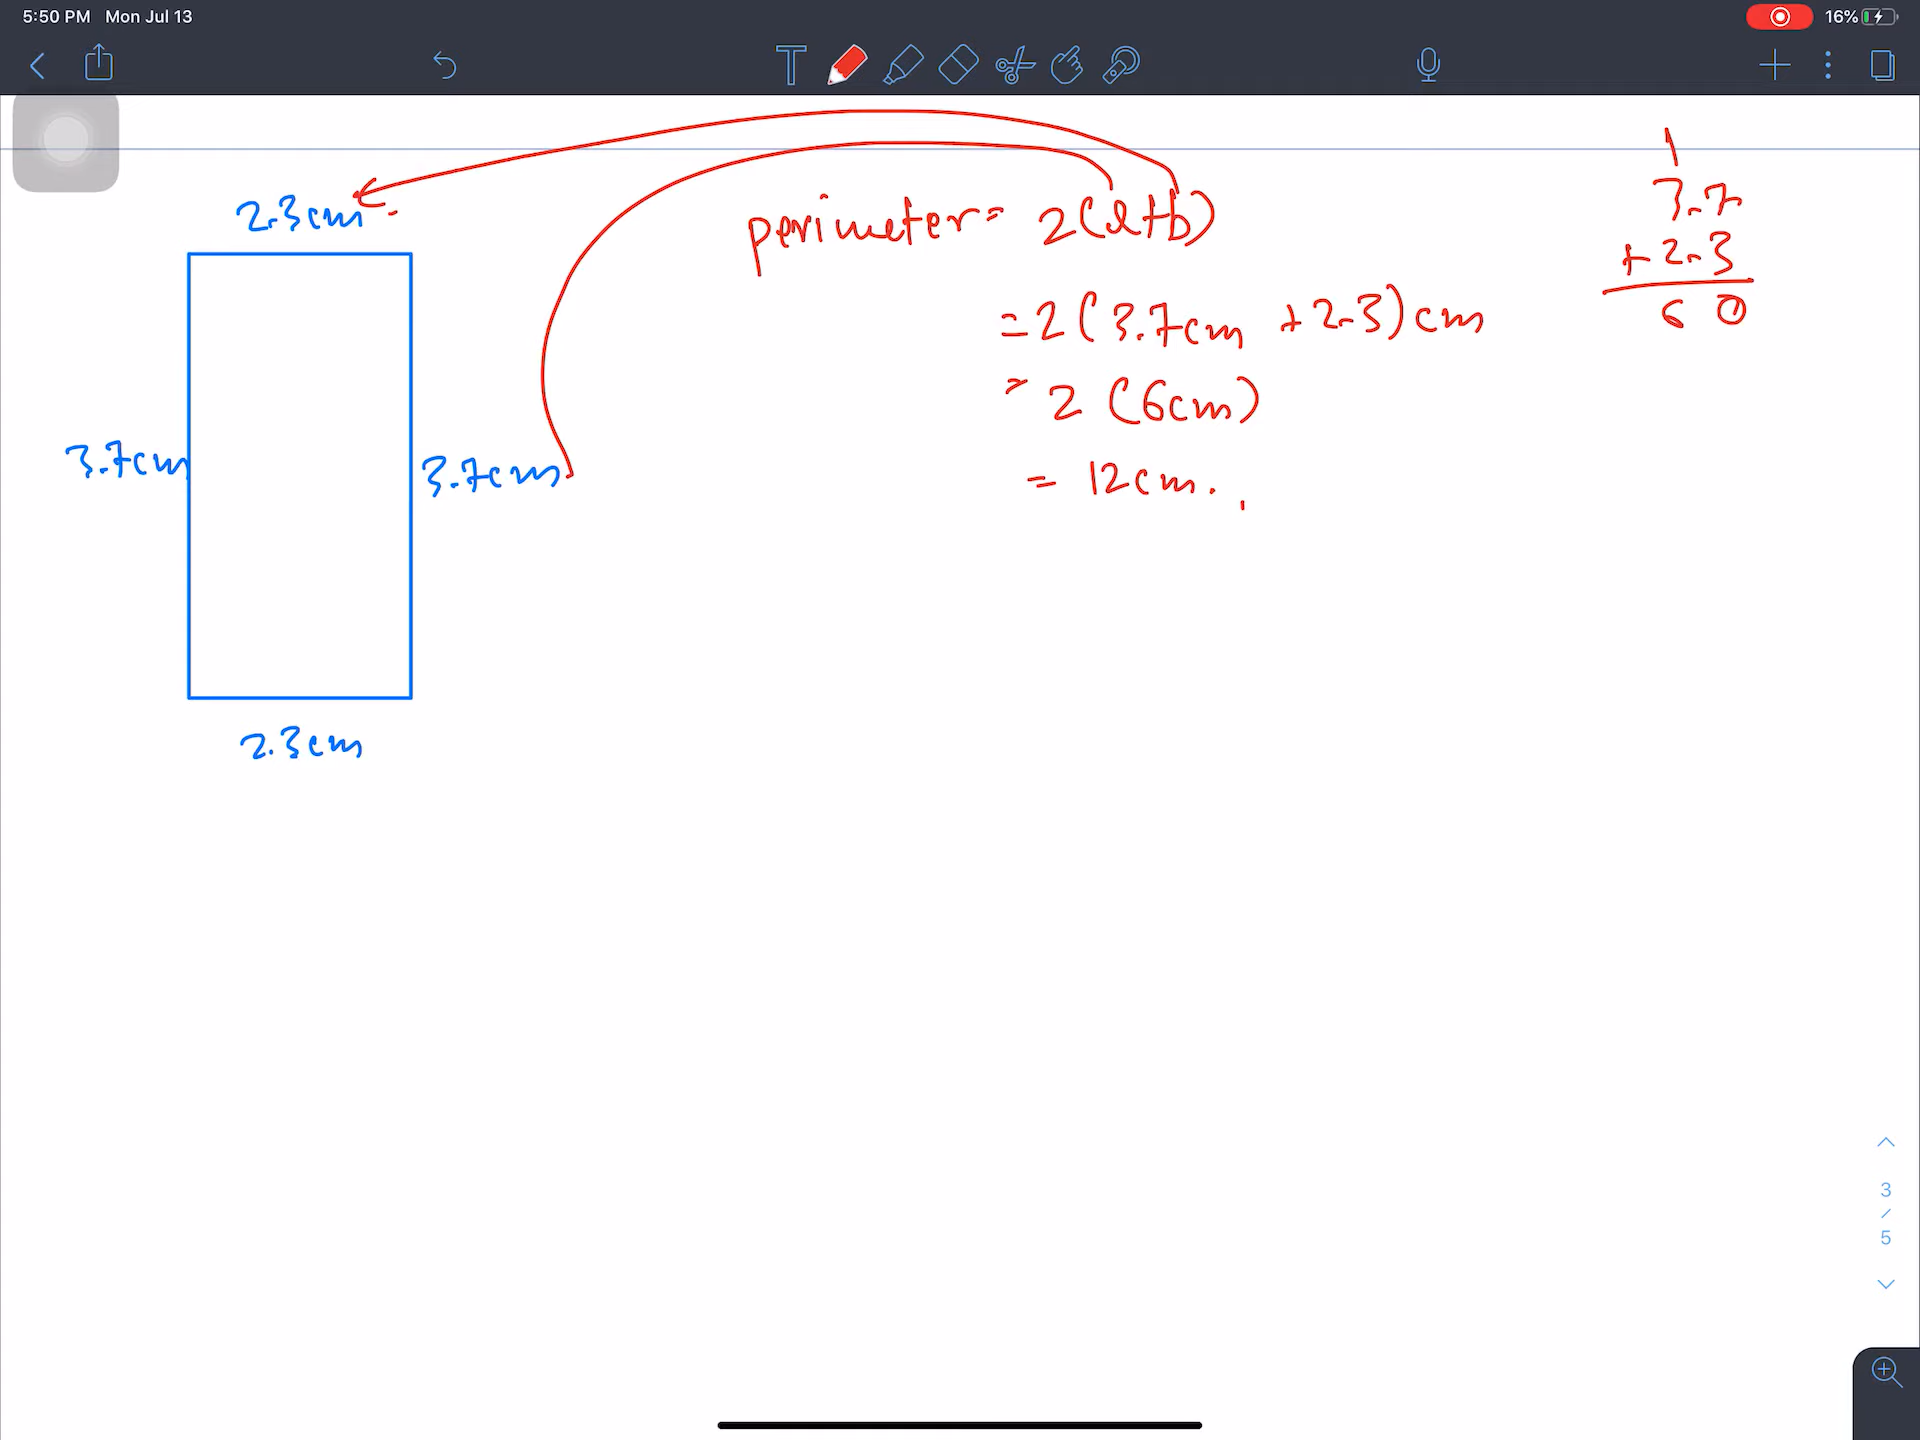 5:50 PM Mon Jul 13
16%
T
2.3cm
perimeter = 2(l+b)
= 2(3.7cm +2.3)cm
= 2 (6cm)
= 12cm.
1
3.7
+2.3
6 0
3.7cm
3.7cm
2.3cm
3
/
5